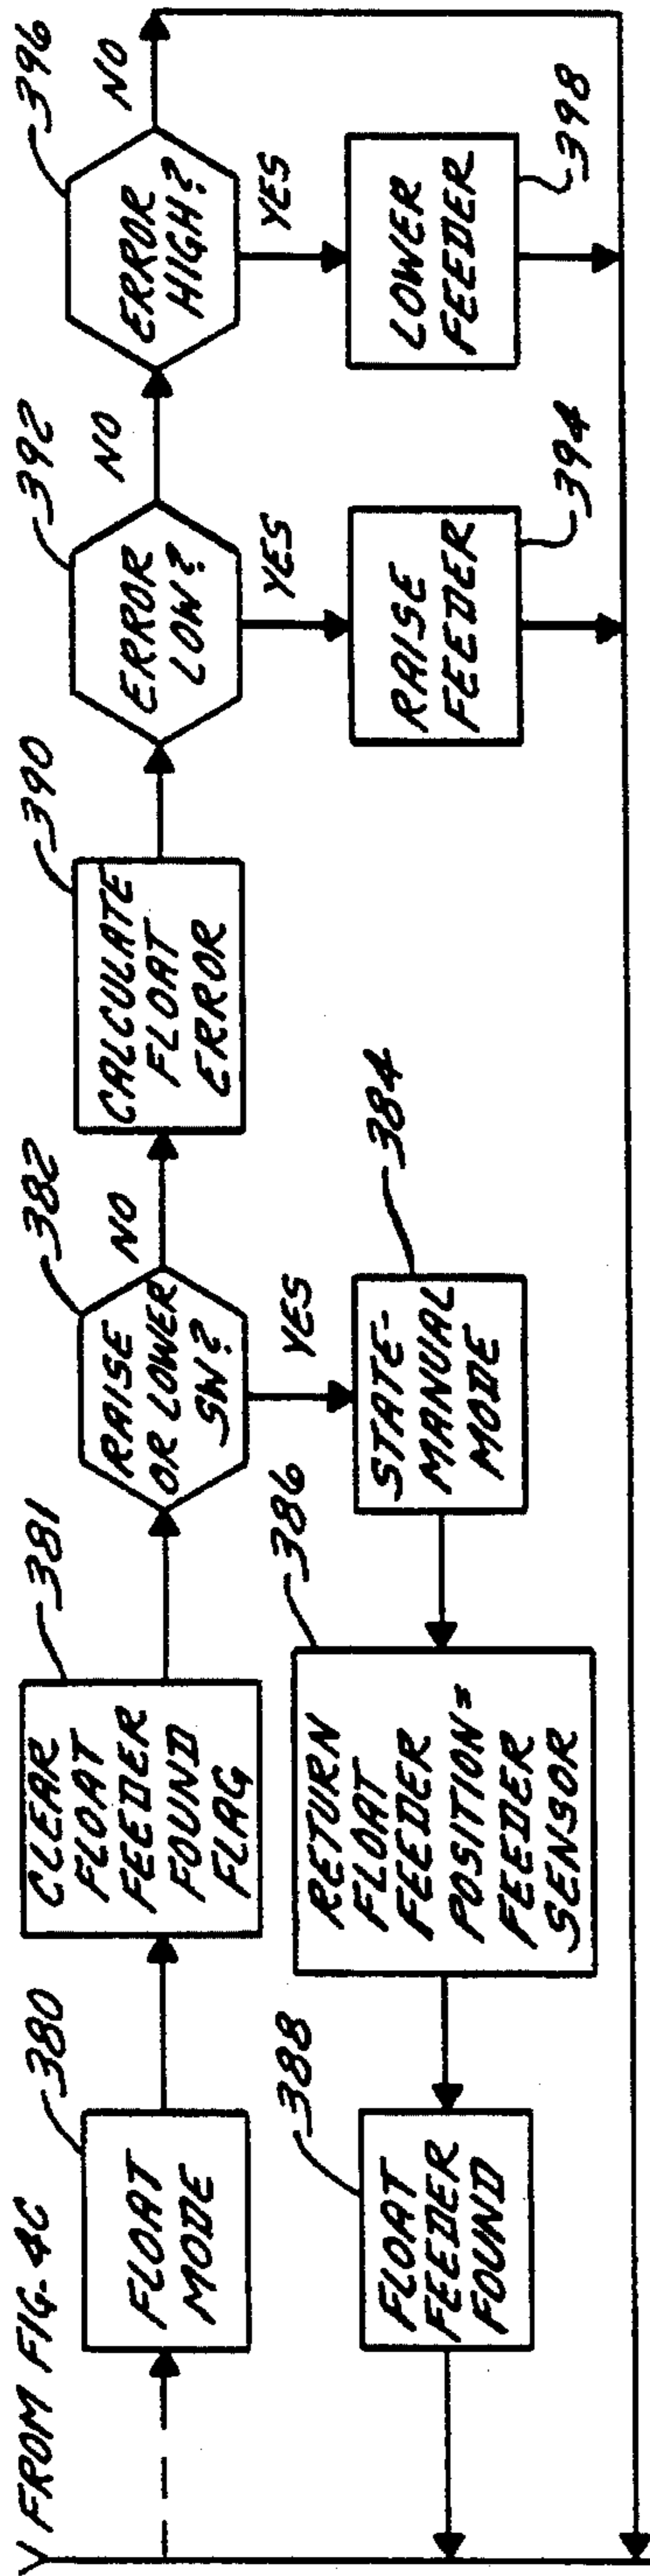 FROM FIG. 4C
380
FLOAT
MODE
381
CLEAR
FLOAT
FEEDER
FOUND
FLAG
382
RAISE
OR LOWER
SW?
NO
YES
390
CALCULATE
FLOAT
ERROR
392
ERROR
LOW?
NO
YES
396
ERROR
HIGH?
NO
YES
388
FLOAT
FEEDER
FOUND
386
RETURN
FLOAT
FEEDER
POSITION=
FEEDER
SENSOR
384
STATE-
MANUAL
MODE
RAISE
FEEDER
394
LOWER
FEEDER
398